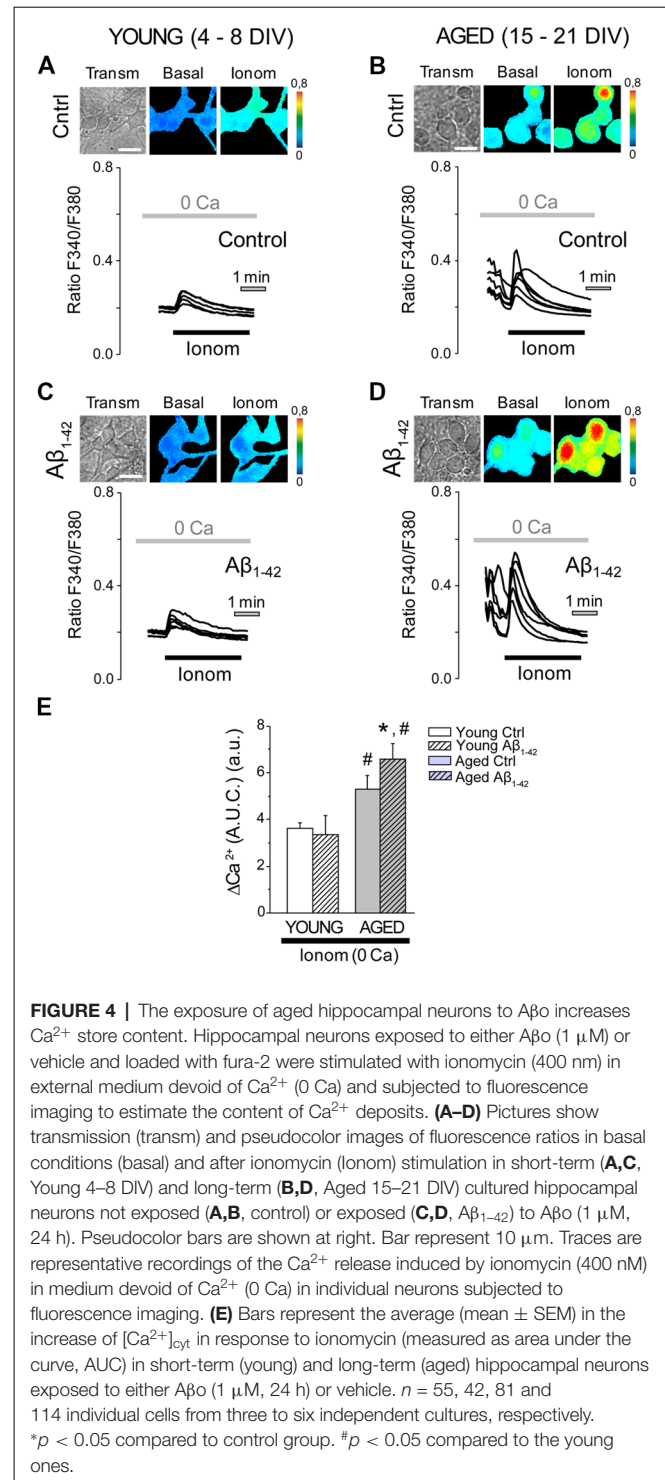 YOUNG (4 - 8 DIV)
AGED (15 - 21 DIV)
A
Transm Basal Ionom
0,8
0
Cntrl
0 Ca
Control
1 min
Ratio F340/F380
0.8
0.4
0.0
Ionom
B
Transm Basal Ionom
0,8
0
Cntrl
0 Ca
Control
1 min
Ratio F340/F380
0.8
0.4
0.0
Ionom
C
Transm Basal Ionom
0,8
0
Aβ1-42
0 Ca
Aβ1-42
1 min
Ratio F340/F380
0.8
0.4
0.0
Ionom
D
Transm Basal Ionom
0,8
0
Aβ1-42
0 Ca
Aβ1-42
1 min
Ratio F340/F380
0.8
0.4
0.0
Ionom
E
ΔCa2+ (A.U.C.) (a.u.)
8
6
4
2
0
#
*, #
Young Ctrl
Young Aβ1-42
Aged Ctrl
Aged Aβ1-42
YOUNG AGED
Ionom (0 Ca)
FIGURE 4 | The exposure of aged hippocampal neurons to Aβo increases
Ca2+ store content. Hippocampal neurons exposed to either Aβo (1 μM) or
vehicle and loaded with fura-2 were stimulated with ionomycin (400 nm) in
external medium devoid of Ca2+ (0 Ca) and subjected to fluorescence
imaging to estimate the content of Ca2+ deposits. (A–D) Pictures show
transmission (transm) and pseudocolor images of fluorescence ratios in basal
conditions (basal) and after ionomycin (Ionom) stimulation in short-term (A,C,
Young 4–8 DIV) and long-term (B,D, Aged 15–21 DIV) cultured hippocampal
neurons not exposed (A,B, control) or exposed (C,D, Aβ1–42) to Aβo (1 μM,
24 h). Pseudocolor bars are shown at right. Bar represent 10 μm. Traces are
representative recordings of the Ca2+ release induced by ionomycin (400 nM)
in medium devoid of Ca2+ (0 Ca) in individual neurons subjected to
fluorescence imaging. (E) Bars represent the average (mean ± SEM) in the
increase of [Ca2+]cyt in response to ionomycin (measured as area under the
curve, AUC) in short-term (young) and long-term (aged) hippocampal neurons
exposed to either Aβo (1 μM, 24 h) or vehicle. n = 55, 42, 81 and
114 individual cells from three to six independent cultures, respectively.
*p < 0.05 compared to control group. #p < 0.05 compared to the young
ones.